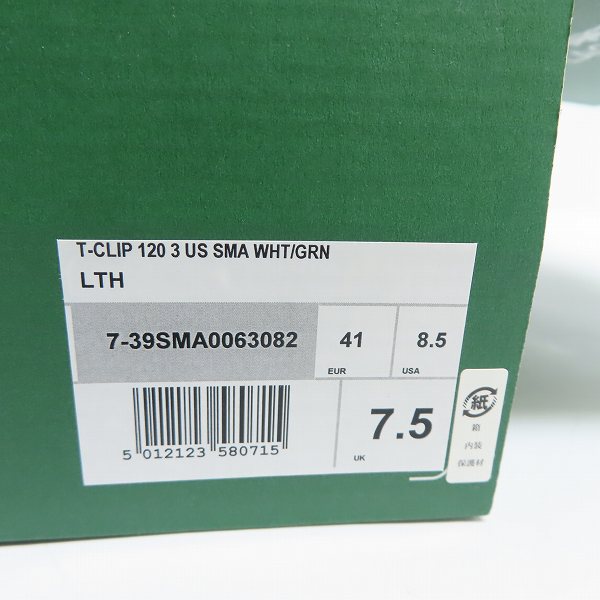 T-CLIP 120 3 US SMA WHT/GRN
LTH
7-39SMA0063082
41
EUR
8.5
USA
5 012123 580715
7.5
UK
紙
箱
内装
保護材